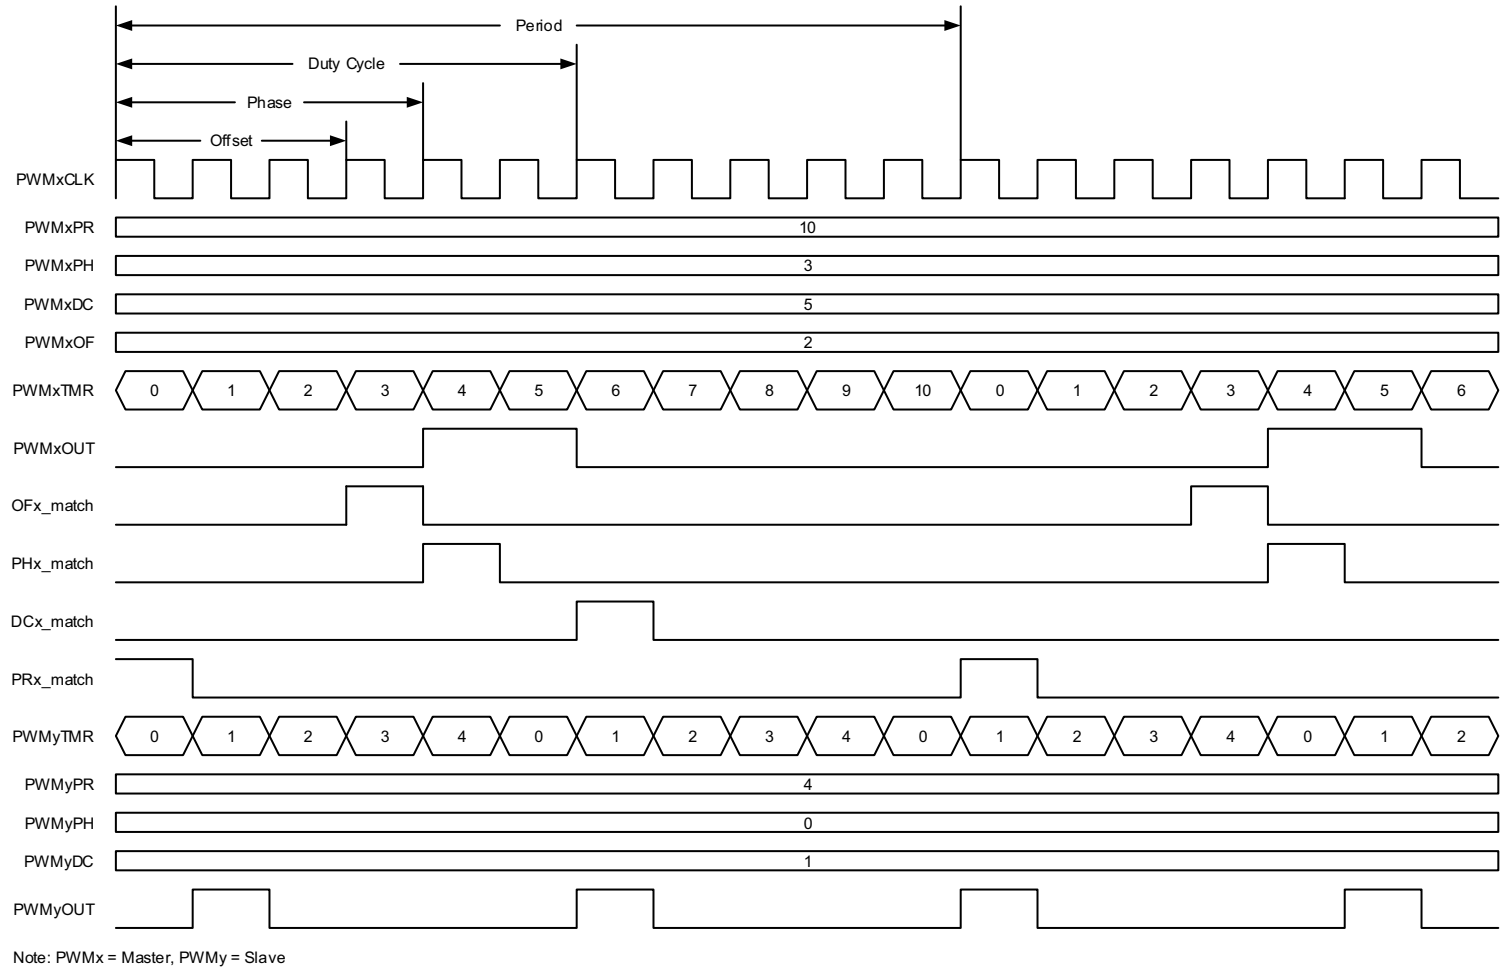 Period
Duty Cycle
Phase
Offset
PWMxCLK
PWMxPR 10
PWMxPH 3
PWMxDC 5
PWMxOF 2
PWMxTMR 0 1 2 3 4 5 6 7 8 9 10 0 1 2 3 4 5 6
PWMxOUT
OFx_match
PHx_match
DCx_match
PRx_match
PWMyTMR 0 1 2 3 4 0 1 2 3 4 0 1 2 3 4 0 1 2
PWMyPR 4
PWMyPH 0
PWMyDC 1
PWMyOUT
Note: PWMx = Master, PWMy = Slave